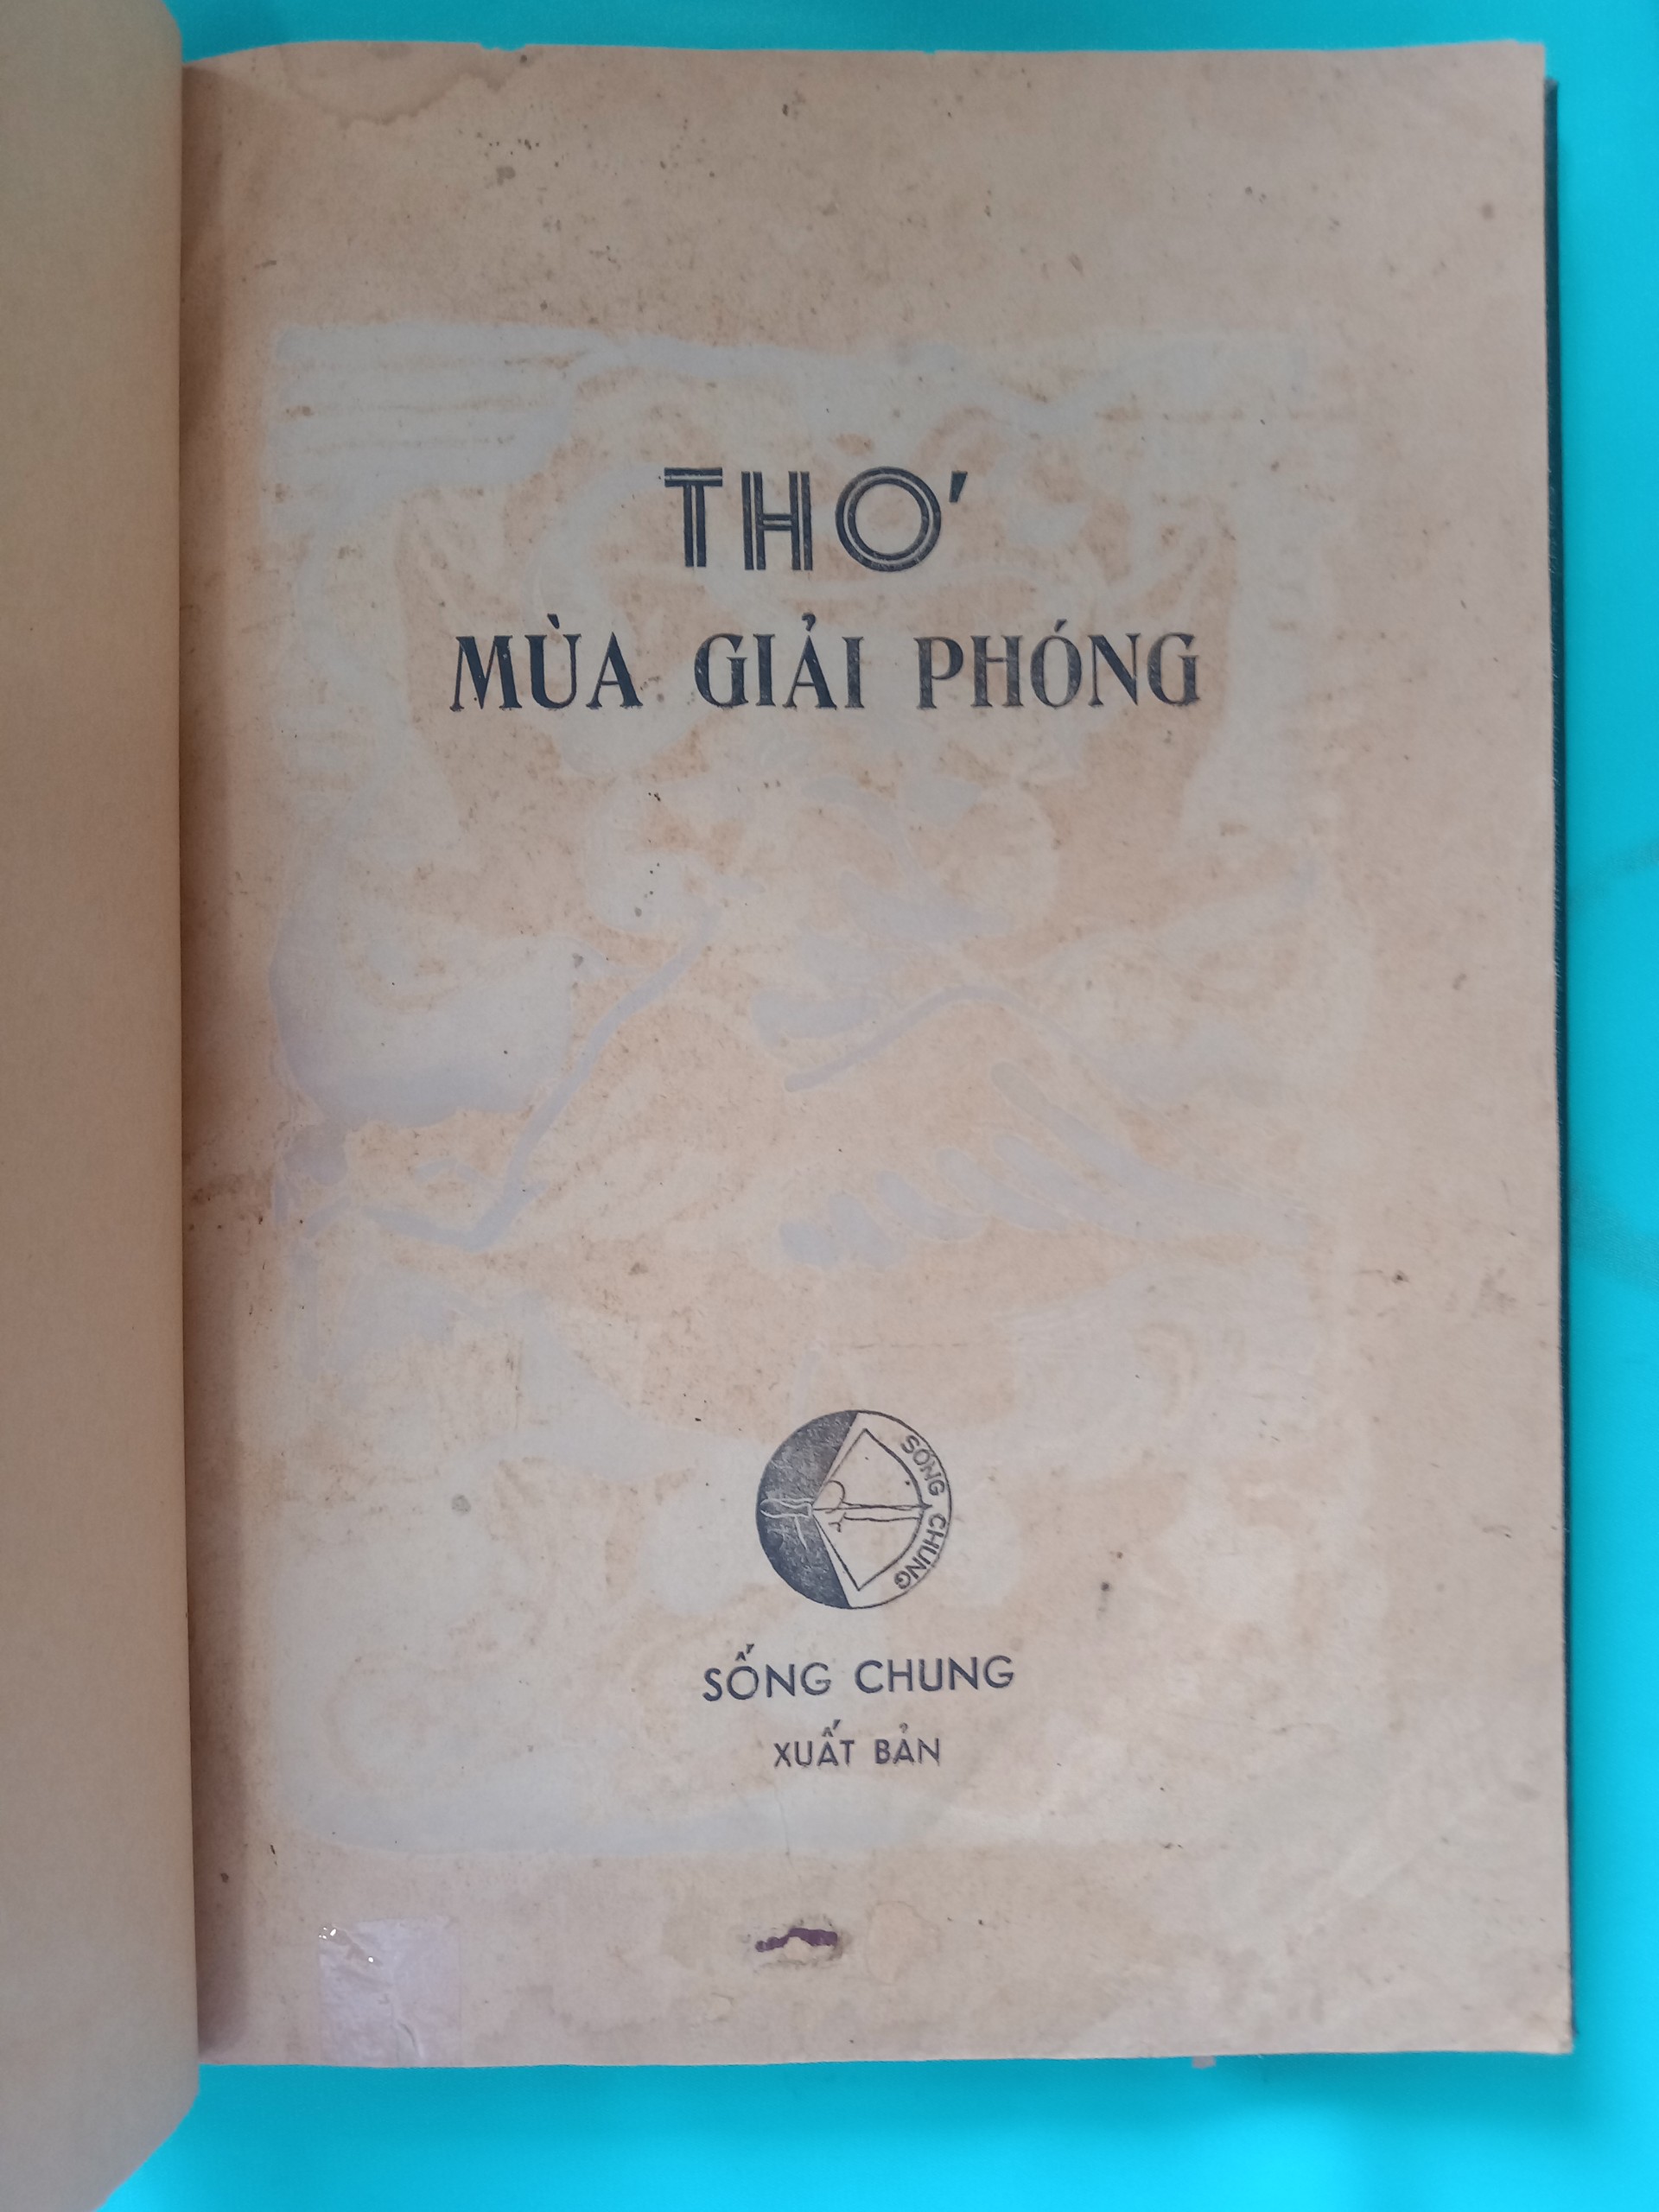 THƠ
MÙA GIẢI PHÓNG
SỐNG CHUNG
SỐNG CHUNG
XUẤT BẢN